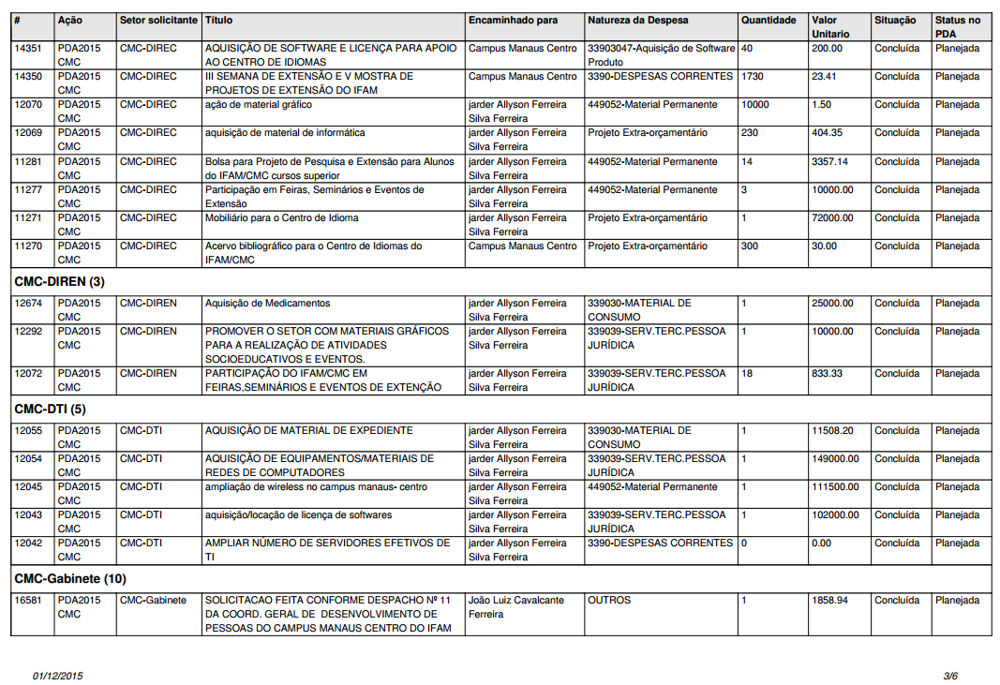 # Ação Setor solicitante Título Encaminhado para Natureza da Despesa Quantidade Valor Unitario Situação Status no PDA
14351 PDA2015 CMC-DIREC AQUISIÇÃO DE SOFTWARE E LICENÇA PARA APOIO Campus Manaus Centro 33903047-Aquisição de Software 40 200.00 Concluída Planejada
CMC AO CENTRO DE IDIOMAS Produto
14350 PDA2015 CMC-DIREC III SEMANA DE EXTENSÃO E V MOSTRA DE Campus Manaus Centro 3390-DESPESAS CORRENTES 1730 23.41 Concluída Planejada
CMC PROJETOS DE EXTENSÃO DO IFAM
12070 PDA2015 CMC-DIREC ação de material gráfico jarder Allyson Ferreira 449052-Material Permanente 10000 1.50 Concluída Planejada
CMC Silva Ferreira
12069 PDA2015 CMC-DIREC aquisição de material de informática jarder Allyson Ferreira Projeto Extra-orçamentário 230 404.35 Concluída Planejada
CMC Silva Ferreira
11281 PDA2015 CMC-DIREC Bolsa para Projeto de Pesquisa e Extensão para Alunos jarder Allyson Ferreira 449052-Material Permanente 14 3357.14 Concluída Planejada
CMC do IFAM/CMC cursos superior Silva Ferreira
11277 PDA2015 CMC-DIREC Participação em Feiras, Seminários e Eventos de jarder Allyson Ferreira 449052-Material Permanente 3 10000.00 Concluída Planejada
CMC Extensão Silva Ferreira
11271 PDA2015 CMC-DIREC Mobiliário para o Centro de Idioma jarder Allyson Ferreira Projeto Extra-orçamentário 1 72000.00 Concluída Planejada
CMC Silva Ferreira
11270 PDA2015 CMC-DIREC Acervo bibliográfico para o Centro de Idiomas do Campus Manaus Centro Projeto Extra-orçamentário 300 30.00 Concluída Planejada
CMC IFAM/CMC
CMC-DIREN (3)
12674 PDA2015 CMC-DIREN Aquisição de Medicamentos jarder Allyson Ferreira 339030-MATERIAL DE 1 25000.00 Concluída Planejada
CMC Silva Ferreira CONSUMO
12292 PDA2015 CMC-DIREN PROMOVER O SETOR COM MATERIAIS GRÁFICOS jarder Allyson Ferreira 339039-SERV.TERC.PESSOA 1 10000.00 Concluída Planejada
CMC PARA A REALIZAÇÃO DE ATIVIDADES Silva Ferreira JURÍDICA
SOCIOEDUCATIVOS E EVENTOS.
12072 PDA2015 CMC-DIREN PARTICIPAÇÃO DO IFAM/CMC EM jarder Allyson Ferreira 339039-SERV.TERC.PESSOA 18 833.33 Concluída Planejada
CMC FEIRAS,SEMINÁRIOS E EVENTOS DE EXTENÇÃO Silva Ferreira JURÍDICA
CMC-DTI (5)
12055 PDA2015 CMC-DTI AQUISIÇÃO DE MATERIAL DE EXPEDIENTE jarder Allyson Ferreira 339030-MATERIAL DE 1 11508.20 Concluída Planejada
CMC Silva Ferreira CONSUMO
12054 PDA2015 CMC-DTI AQUISIÇÃO DE EQUIPAMENTOS/MATERIAIS DE jarder Allyson Ferreira 339039-SERV.TERC.PESSOA 1 149000.00 Concluída Planejada
CMC REDES DE COMPUTADORES Silva Ferreira JURÍDICA
12045 PDA2015 CMC-DTI ampliação de wireless no campus manaus- centro jarder Allyson Ferreira 449052-Material Permanente 1 111500.00 Concluída Planejada
CMC Silva Ferreira
12043 PDA2015 CMC-DTI aquisição/locação de licença de softwares jarder Allyson Ferreira 339039-SERV.TERC.PESSOA 1 102000.00 Concluída Planejada
CMC Silva Ferreira JURÍDICA
12042 PDA2015 CMC-DTI AMPLIAR NÚMERO DE SERVIDORES EFETIVOS DE jarder Allyson Ferreira 3390-DESPESAS CORRENTES 0 0.00 Concluída Planejada
CMC TI Silva Ferreira
CMC-Gabinete (10)
16581 PDA2015 CMC-Gabinete SOLICITACAO FEITA CONFORME DESPACHO Nº 11 João Luiz Cavalcante OUTROS 1 1858.94 Concluída Planejada
CMC DA COORD. GERAL DE DESENVOLVIMENTO DE Ferreira
PESSOAS DO CAMPUS MANAUS CENTRO DO IFAM
01/12/2015 3/6